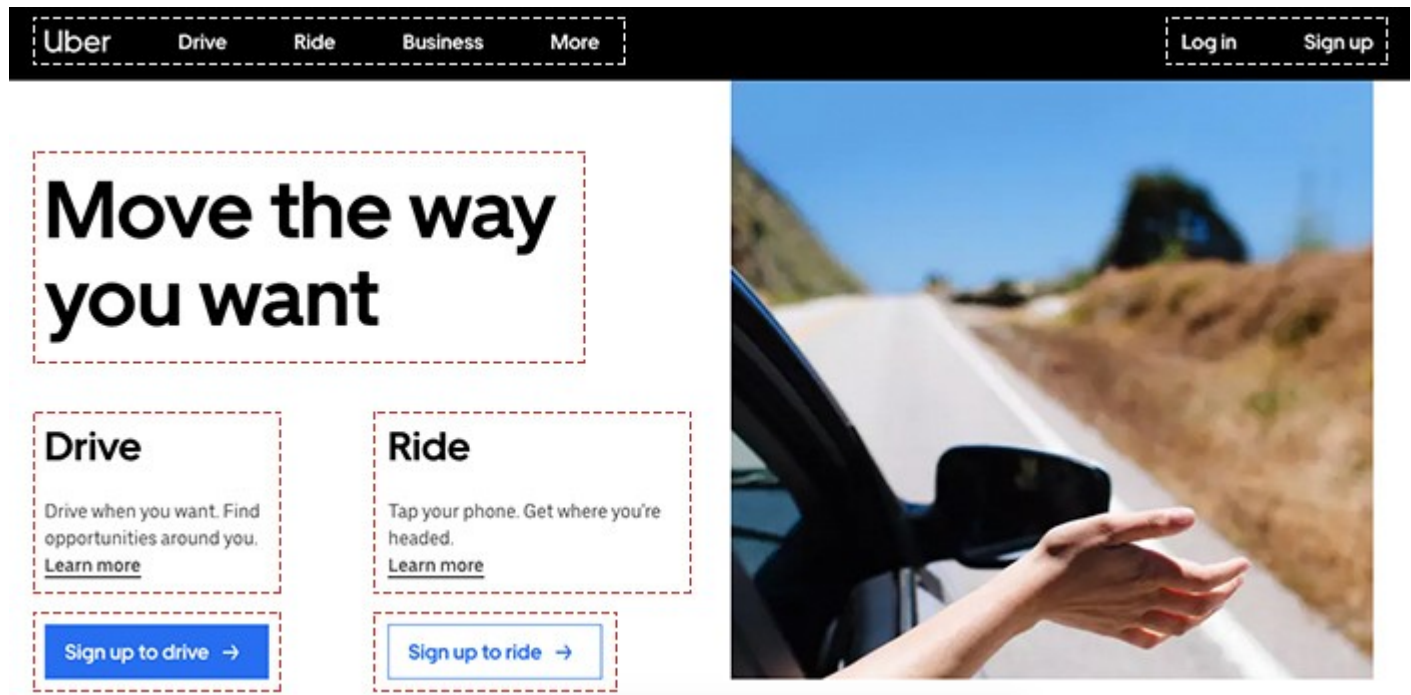 Uber Drive Ride Business More Log in Sign up
Move the way
you want
Drive
Drive when you want. Find
opportunities around you.
Learn more
Sign up to drive →
Ride
Tap your phone. Get where you're
headed.
Learn more
Sign up to ride →